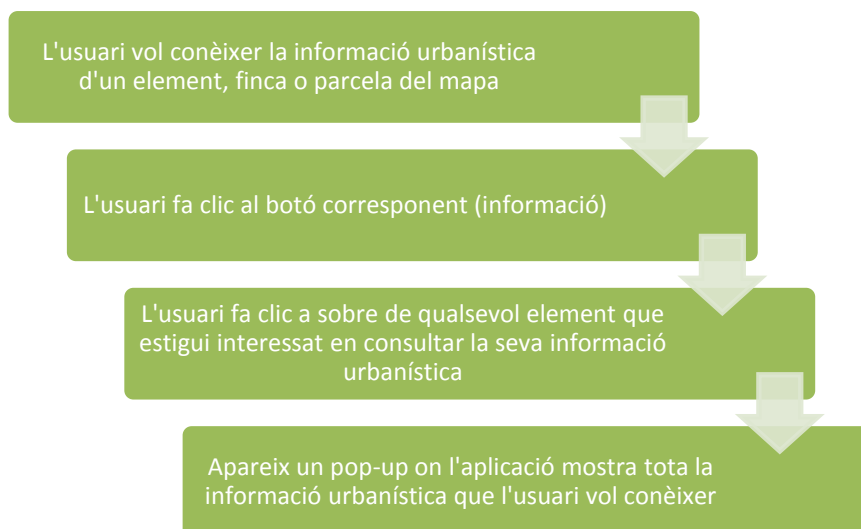 L'usuari vol conèixer la informació urbanística
d'un element, finca o parcela del mapa
L'usuari fa clic al botó corresponent (informació)
L'usuari fa clic a sobre de qualsevol element que
estigui interessat en consultar la seva informació
urbanística
Apareix un pop-up on l'aplicació mostra tota la
informació urbanística que l'usuari vol conèixer